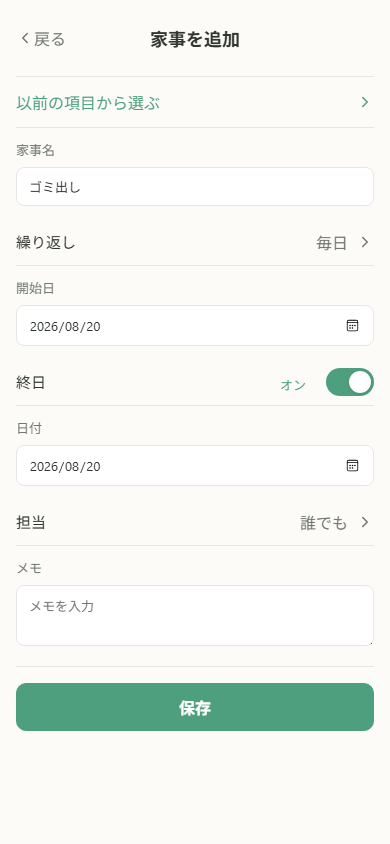 戻る
家事を追加
以前の項目から選ぶ
家事名
ゴミ出し
繰り返し 毎日
開始日
2026/08/20
終日 オン
日付
2026/08/20
担当 誰でも
メモ
メモを入力
保存